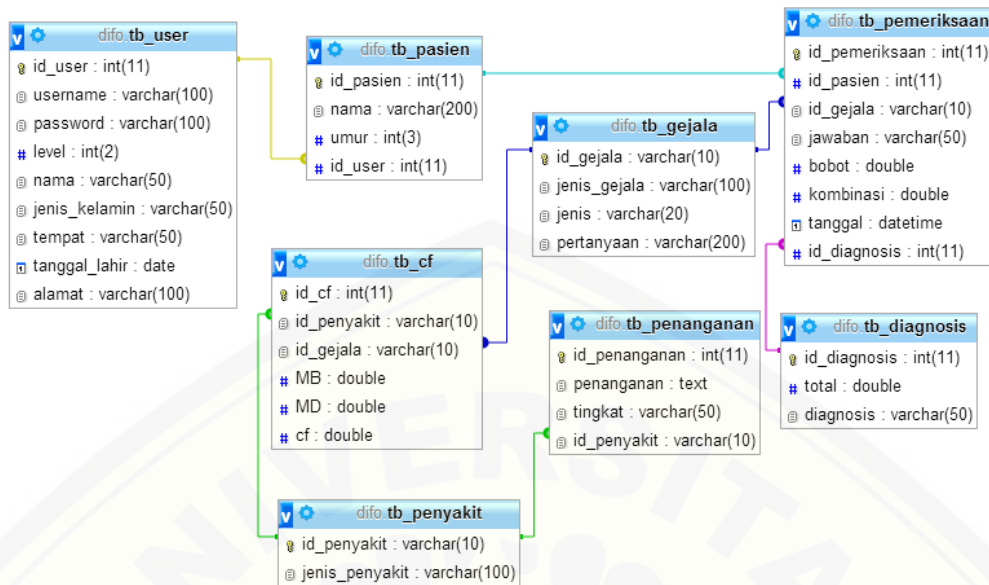 difo.tb_user
id_user : int(11)
username : varchar(100)
password : varchar(100)
level : int(2)
nama : varchar(50)
jenis_kelamin : varchar(50)
tempat : varchar(50)
tanggal_lahir : date
alamat : varchar(100)
difo.tb_pasien
id_pasien : int(11)
nama : varchar(200)
umur : int(3)
id_user : int(11)
difo.tb_gejala
id_gejala : varchar(10)
jenis_gejala : varchar(100)
jenis : varchar(20)
pertanyaan : varchar(200)
difo.tb_pemeriksaan
id_pemeriksaan : int(11)
id_pasien : int(11)
id_gejala : varchar(10)
jawaban : varchar(50)
bobot : double
kombinasi : double
tanggal : datetime
id_diagnosis : int(11)
difo.tb_cf
id_cf : int(11)
id_penyakit : varchar(10)
id_gejala : varchar(10)
MB : double
MD : double
cf : double
difo.tb_penanganan
id_penanganan : int(11)
penanganan : text
tingkat : varchar(50)
id_penyakit : varchar(10)
difo.tb_diagnosis
id_diagnosis : int(11)
total : double
diagnosis : varchar(50)
difo.tb_penyakit
id_penyakit : varchar(10)
jenis_penyakit : varchar(100)